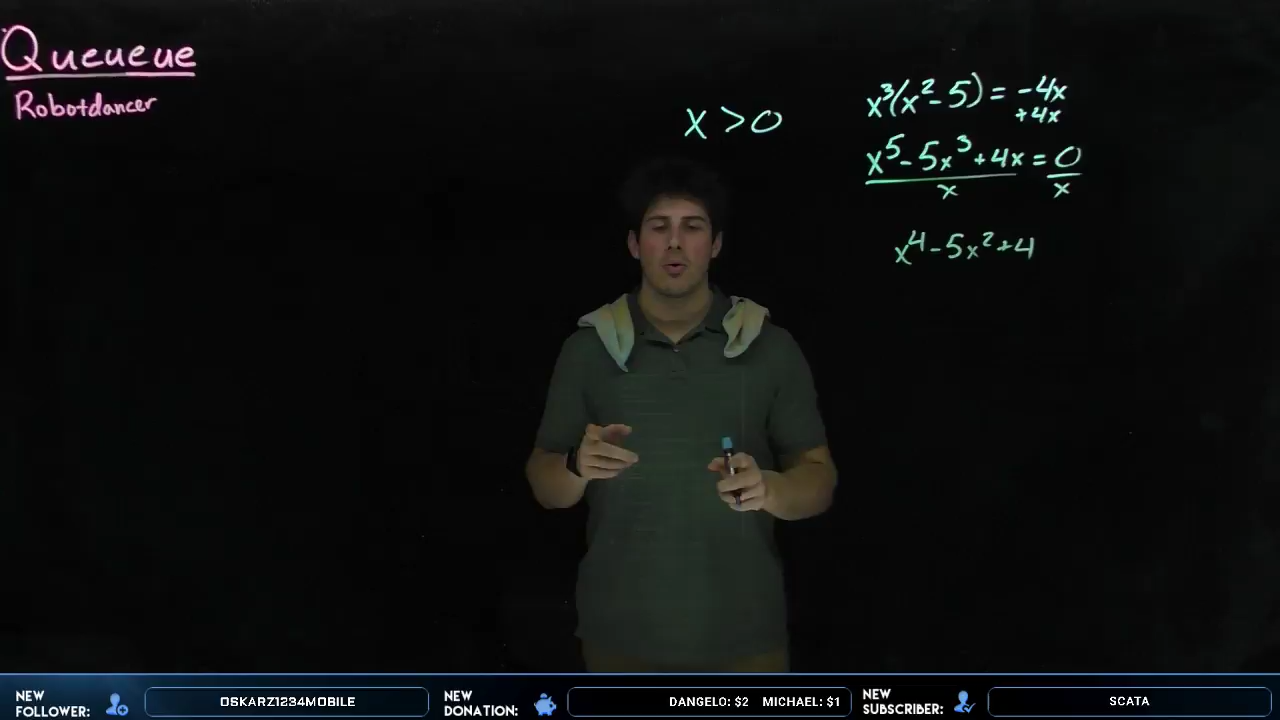 Queueue
Robotdancer
x > 0
x³(x² - 5) = -4x
+4x
x⁵ - 5x³ + 4x = 0
x x
x⁴ - 5x² + 4
NEW FOLLOWER: OSKARZ1234MOBILE
NEW DONATION: DANGELO: $2 MICHAEL: $1
NEW SUBSCRIBER: SCATA